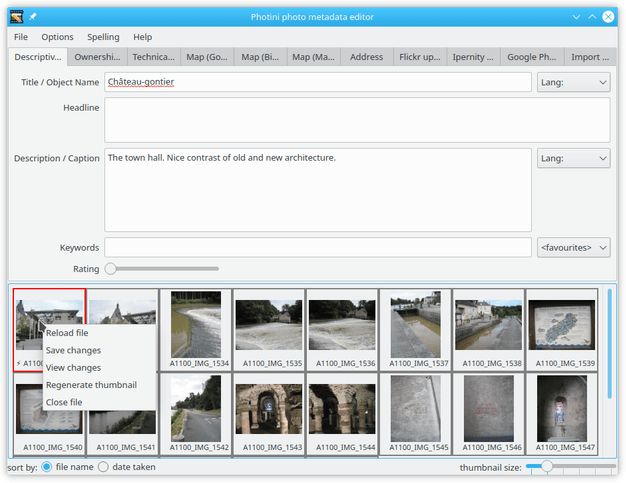 Photini photo metadata editor
File Options Spelling Help
Descriptiv... Ownershi... Technica... Map (Go... Map (Bi... Map (Ma... Address Flickr up... Ipernity ... Google Ph... Import ...
Title / Object Name Château-gontier Lang:
Headline
Description / Caption The town hall. Nice contrast of old and new architecture. Lang:
Keywords <favourites>
Rating
A1100 A1100_IMG_1534 A1100_IMG_1535 A1100_IMG_1536 A1100_IMG_1537 A1100_IMG_1538 A1100_IMG_1539
Reload file
Save changes
View changes
Regenerate thumbnail
Close file
A1100_IMG_1540 A1100_IMG_1541 A1100_IMG_1542 A1100_IMG_1543 A1100_IMG_1544 A1100_IMG_1545 A1100_IMG_1546 A1100_IMG_1547
sort by: file name date taken thumbnail size: